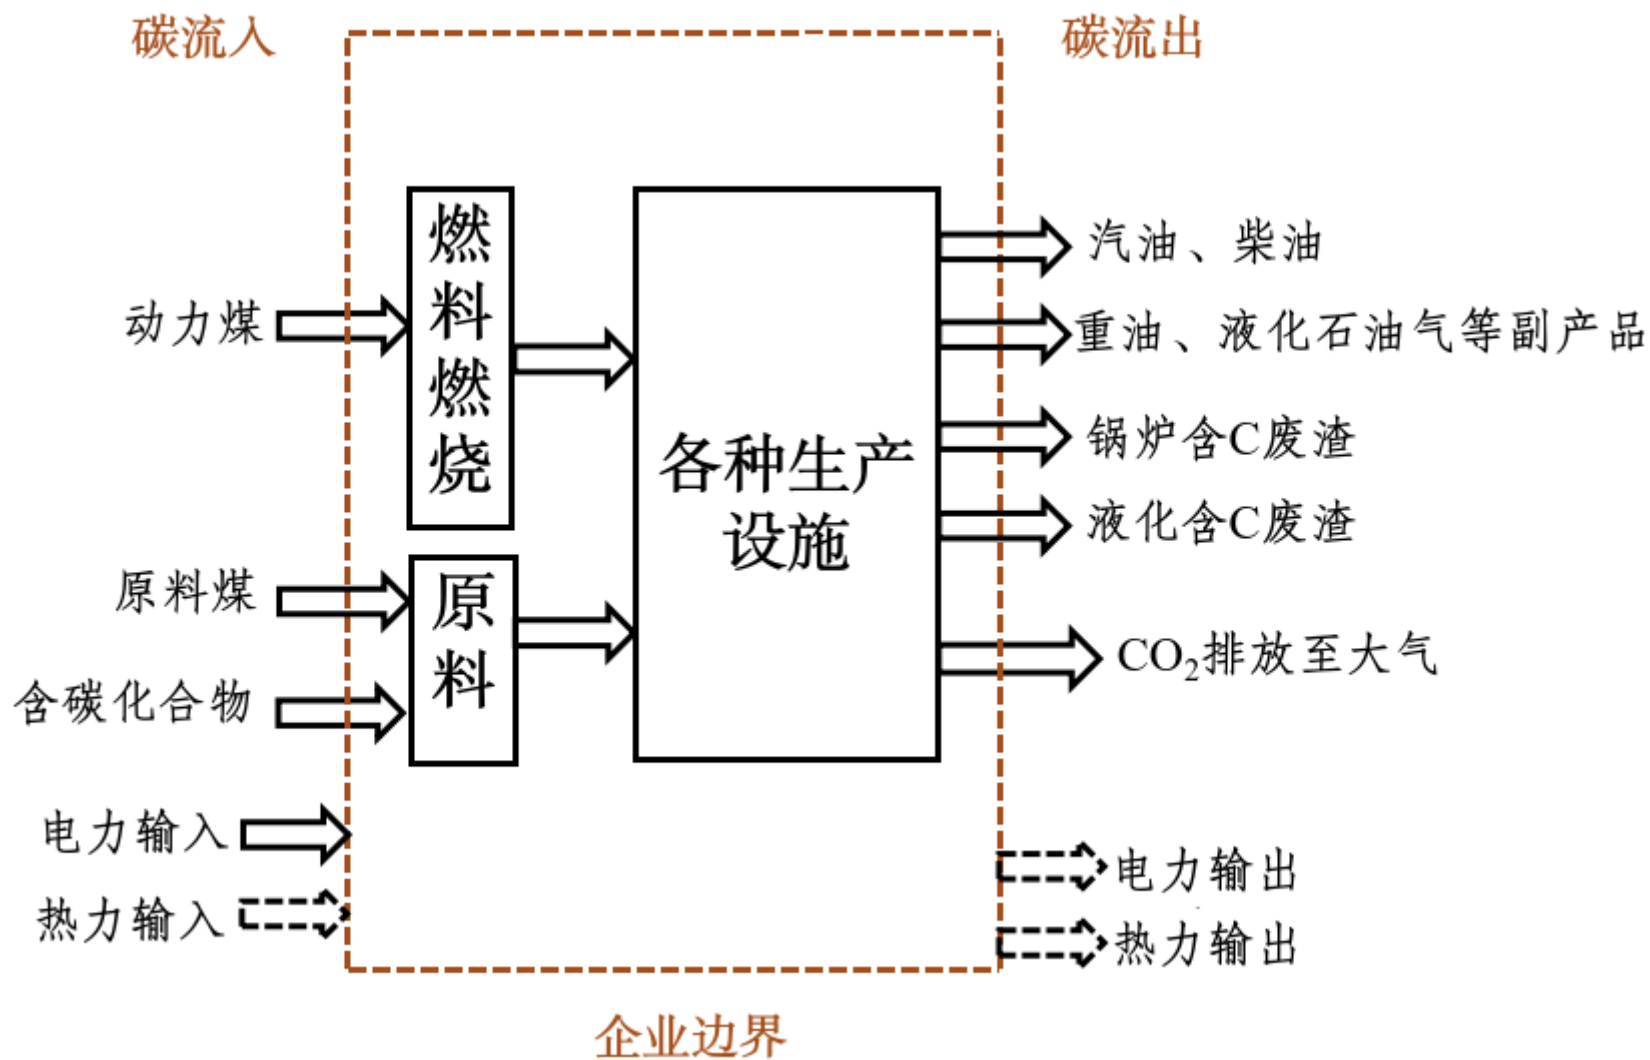 碳流入
碳流出
燃料燃烧
动力煤
原料煤
含碳化合物
原料
各种生产
设施
汽油、柴油
重油、液化石油气等副产品
锅炉含C废渣
液化含C废渣
CO₂排放至大气
电力输入
热力输入
电力输出
热力输出
企业边界